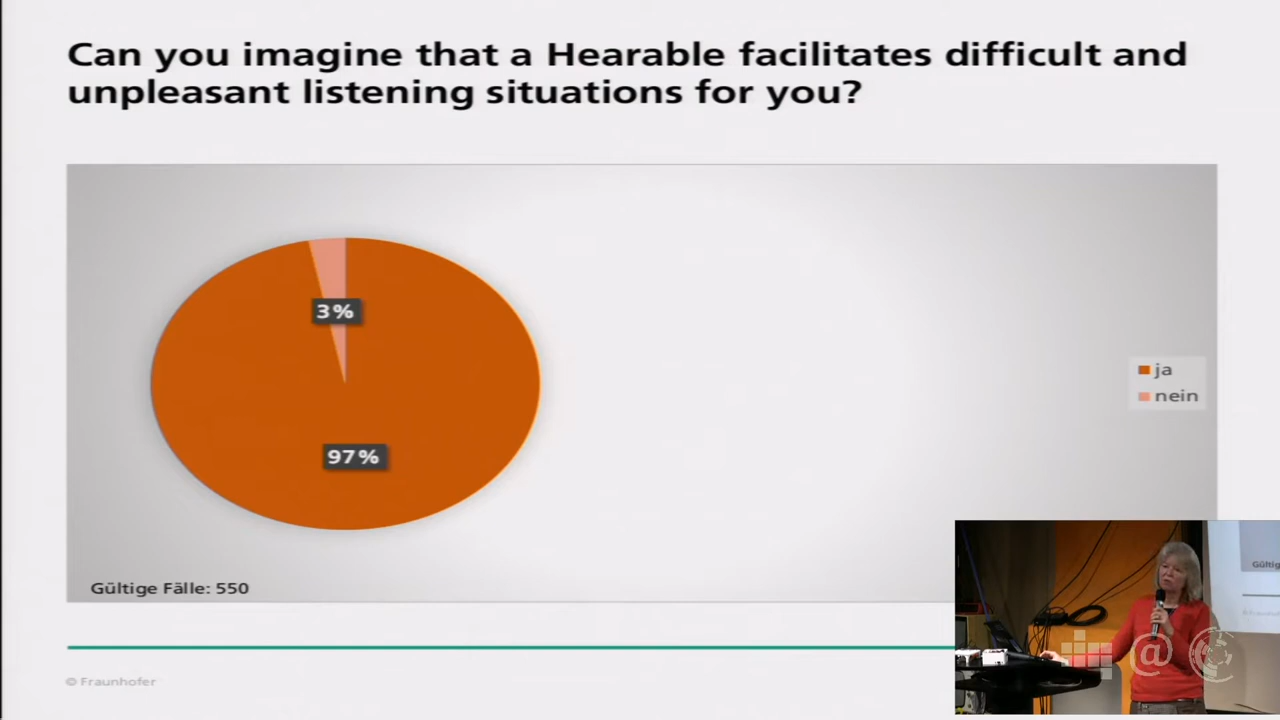 Can you imagine that a Hearable facilitates difficult and
unpleasant listening situations for you?
3%
97%
ja
nein
Gültige Fälle: 550
© Fraunhofer
Gültig
@